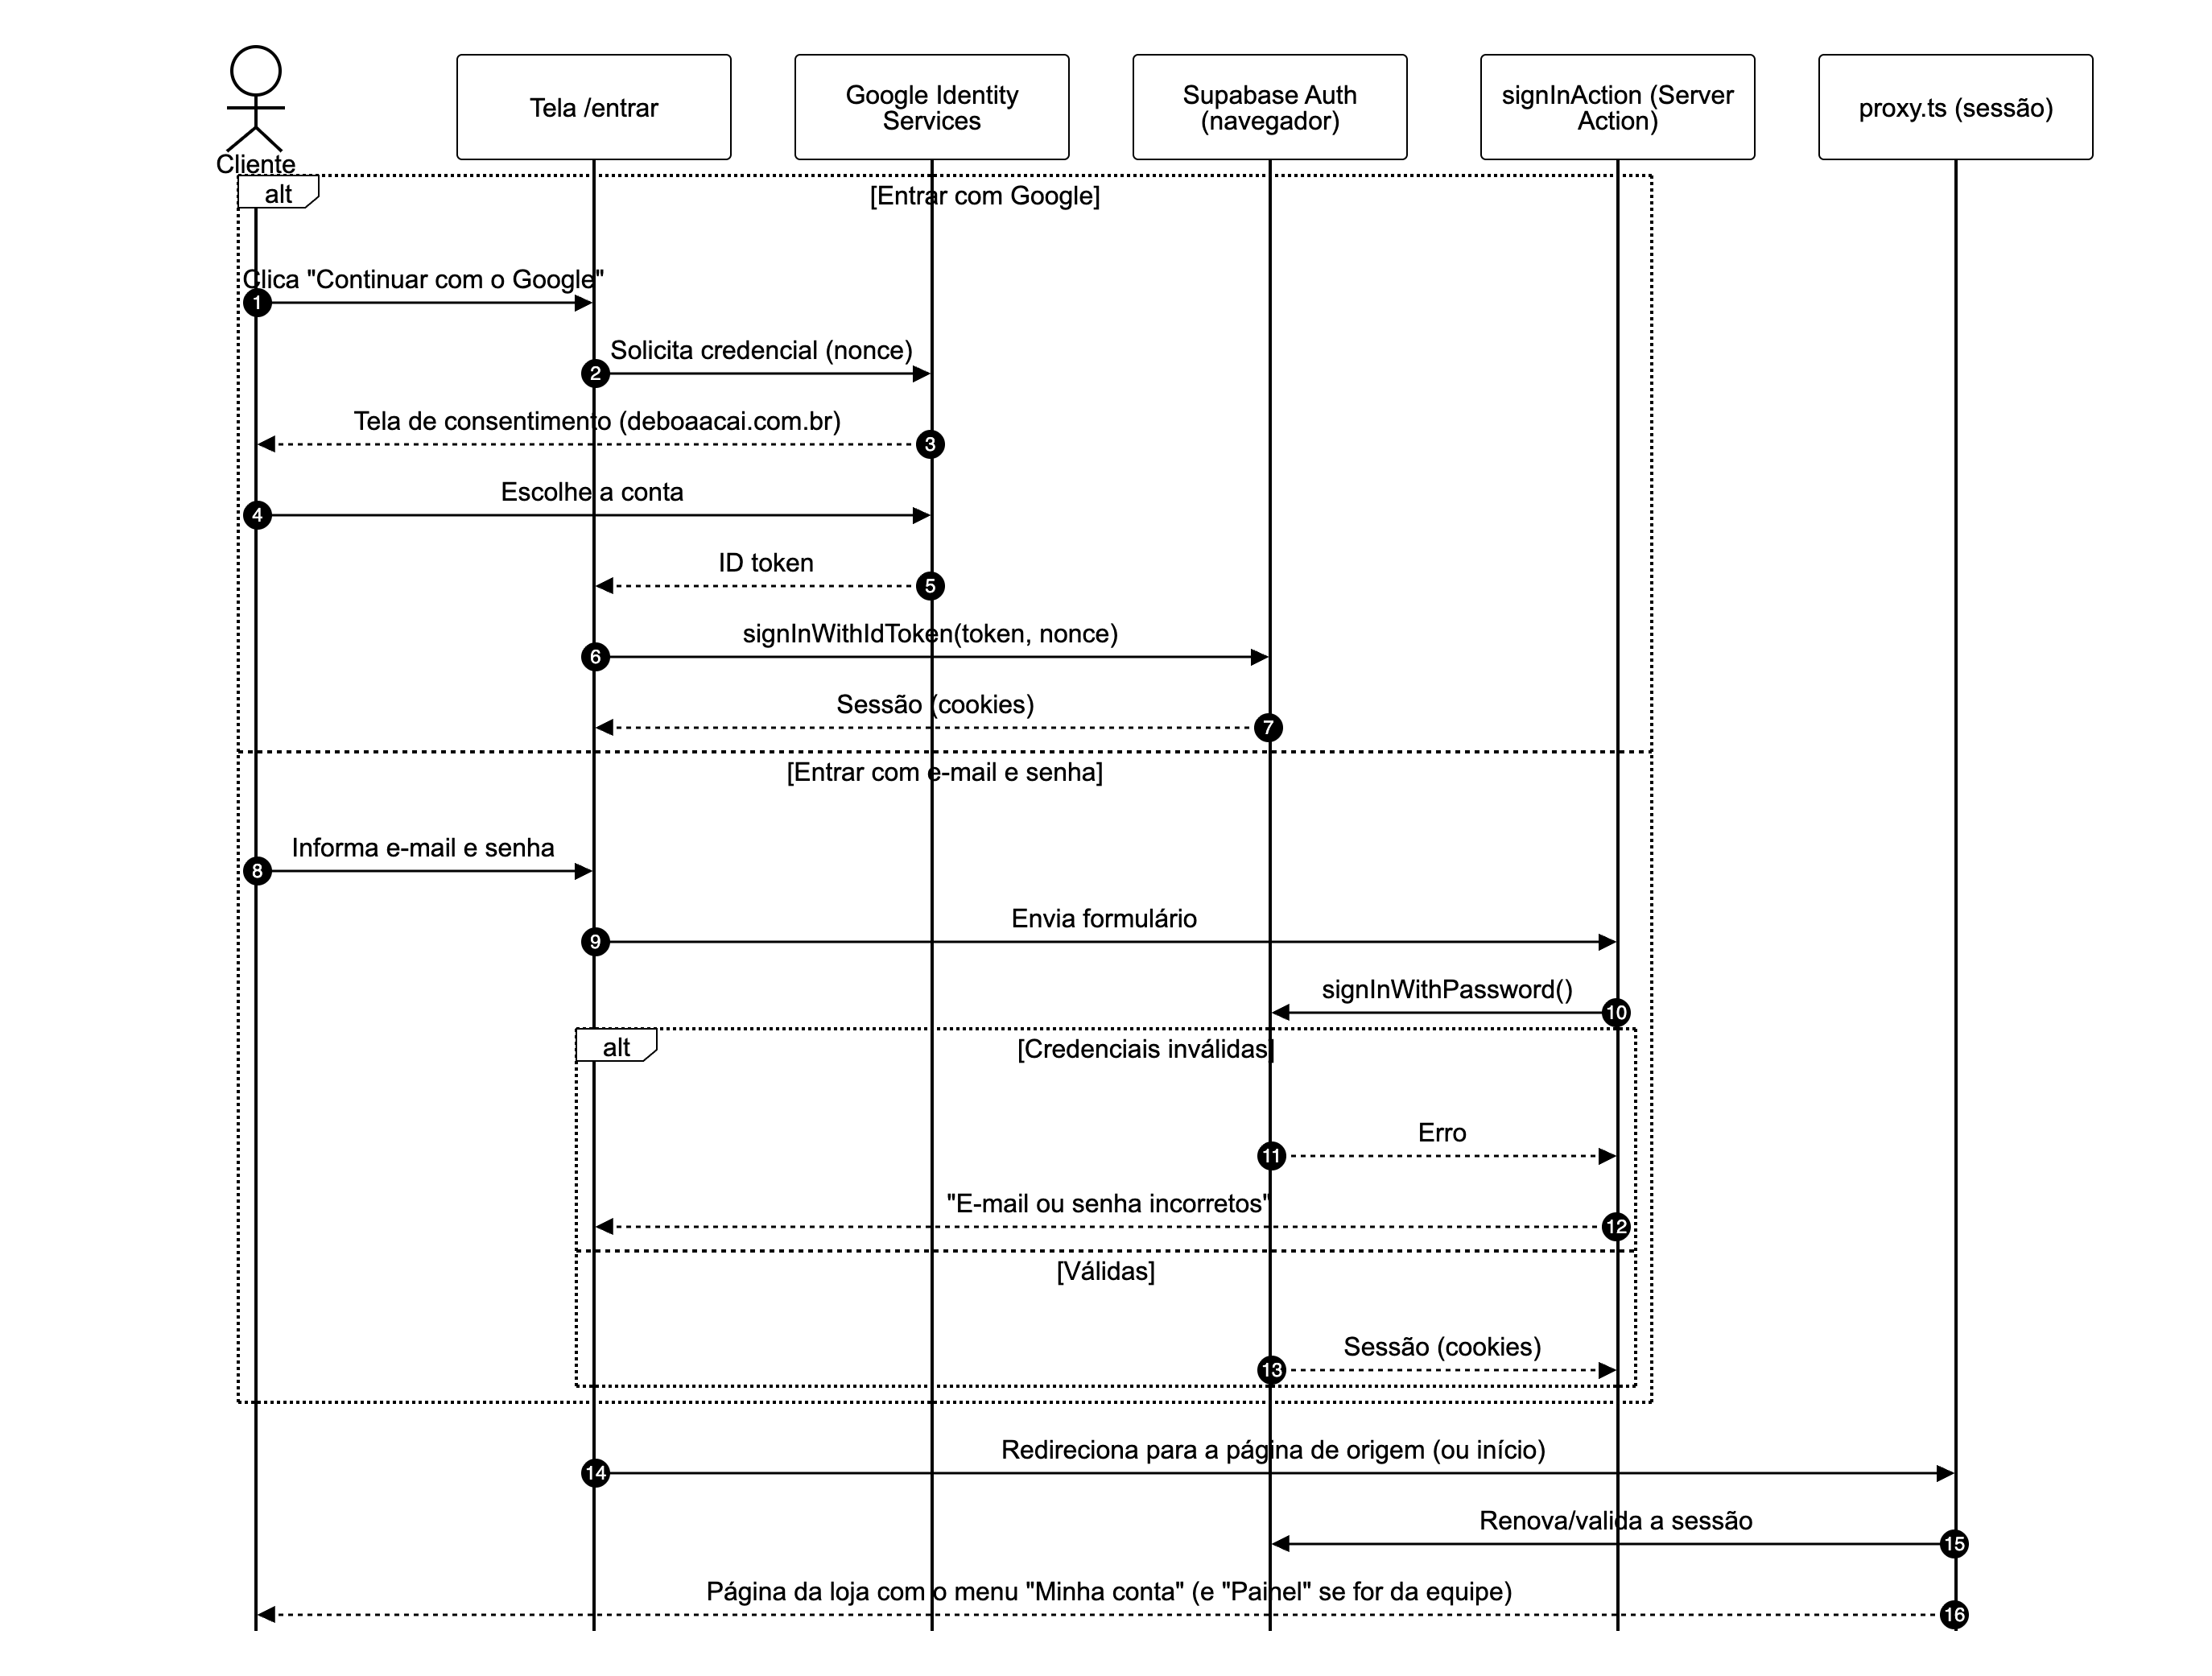 Cliente
Tela /entrar
Google Identity
Services
Supabase Auth
(navegador)
signInAction (Server
Action)
proxy.ts (sessão)
alt
[Entrar com Google]
Clica "Continuar com o Google"
1
Solicita credencial (nonce)
2
Tela de consentimento (deboaacai.com.br)
3
Escolhe a conta
4
ID token
5
signInWithIdToken(token, nonce)
6
Sessão (cookies)
7
[Entrar com e-mail e senha]
Informa e-mail e senha
8
Envia formulário
9
signInWithPassword()
10
alt
[Credenciais inválidas]
Erro
11
"E-mail ou senha incorretos"
12
[Válidas]
Sessão (cookies)
13
Redireciona para a página de origem (ou início)
14
Renova/valida a sessão
15
Página da loja com o menu "Minha conta" (e "Painel" se for da equipe)
16